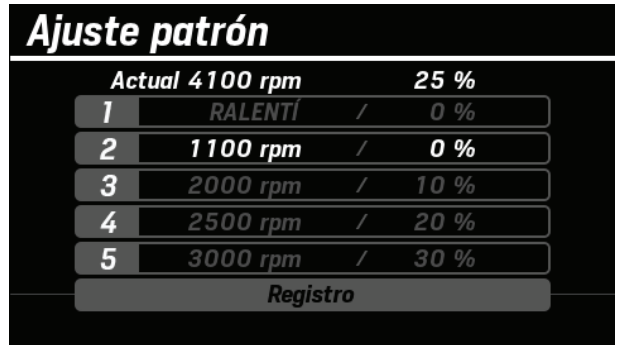 Ajuste patrón
Actual 4100 rpm 25 %
1 RALENTÍ / 0 %
2 1100 rpm / 0 %
3 2000 rpm / 10 %
4 2500 rpm / 20 %
5 3000 rpm / 30 %
Registro